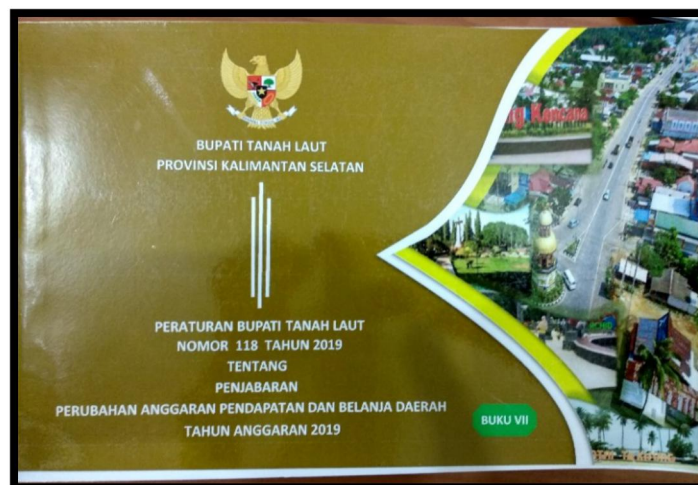 BUPATI TANAH LAUT
PROVINSI KALIMANTAN SELATAN
PERATURAN BUPATI TANAH LAUT
NOMOR 118 TAHUN 2019
TENTANG
PENJABARAN
PERUBAHAN ANGGARAN PENDAPATAN DAN BELANJA DAERAH
TAHUN ANGGARAN 2019
BUKU VII
Kencana